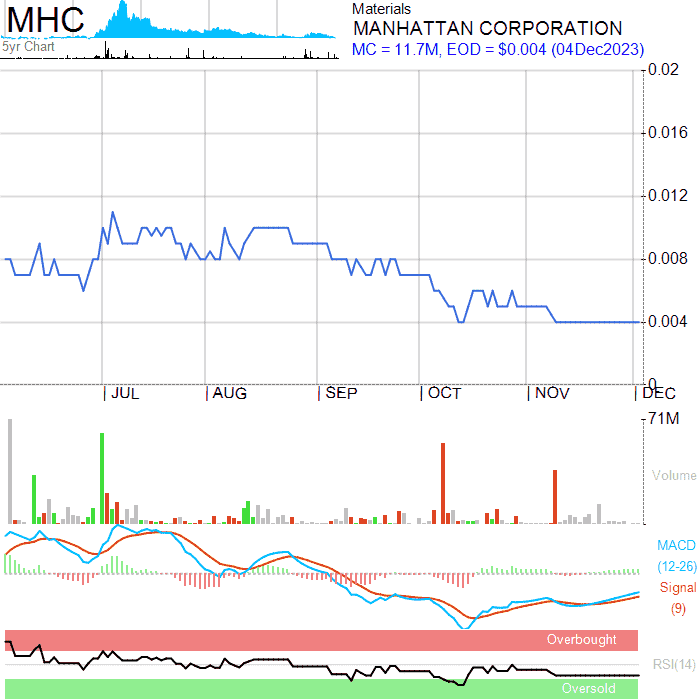 MHC
5yr Chart
Materials
MANHATTAN CORPORATION
MC = 11.7M, EOD = $0.004 (04Dec2023)
0.02
0.016
0.012
0.008
0.004
0
JUL
AUG
SEP
OCT
NOV
DEC
71M
Volume
MACD
(12-26)
Signal
(9)
Overbought
RSI(14)
Oversold